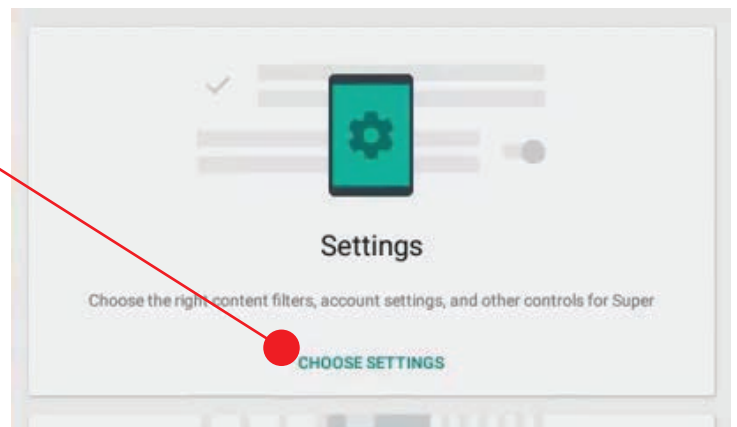 Settings
Choose the right content filters, account settings, and other controls for Super
CHOOSE SETTINGS